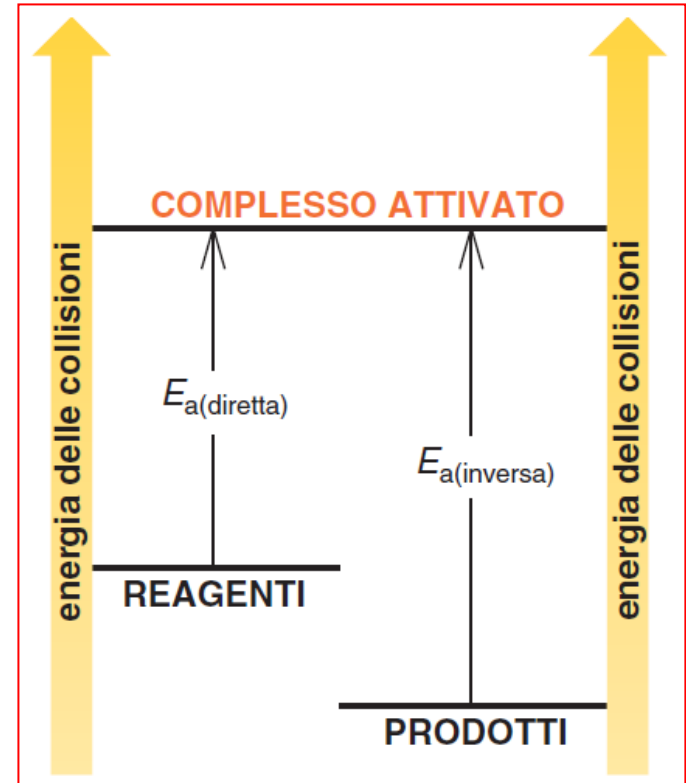 COMPLESSO ATTIVATO
energia delle collisioni
energia delle collisioni
Ea(diretta)
Ea(inversa)
REAGENTI
PRODOTTI